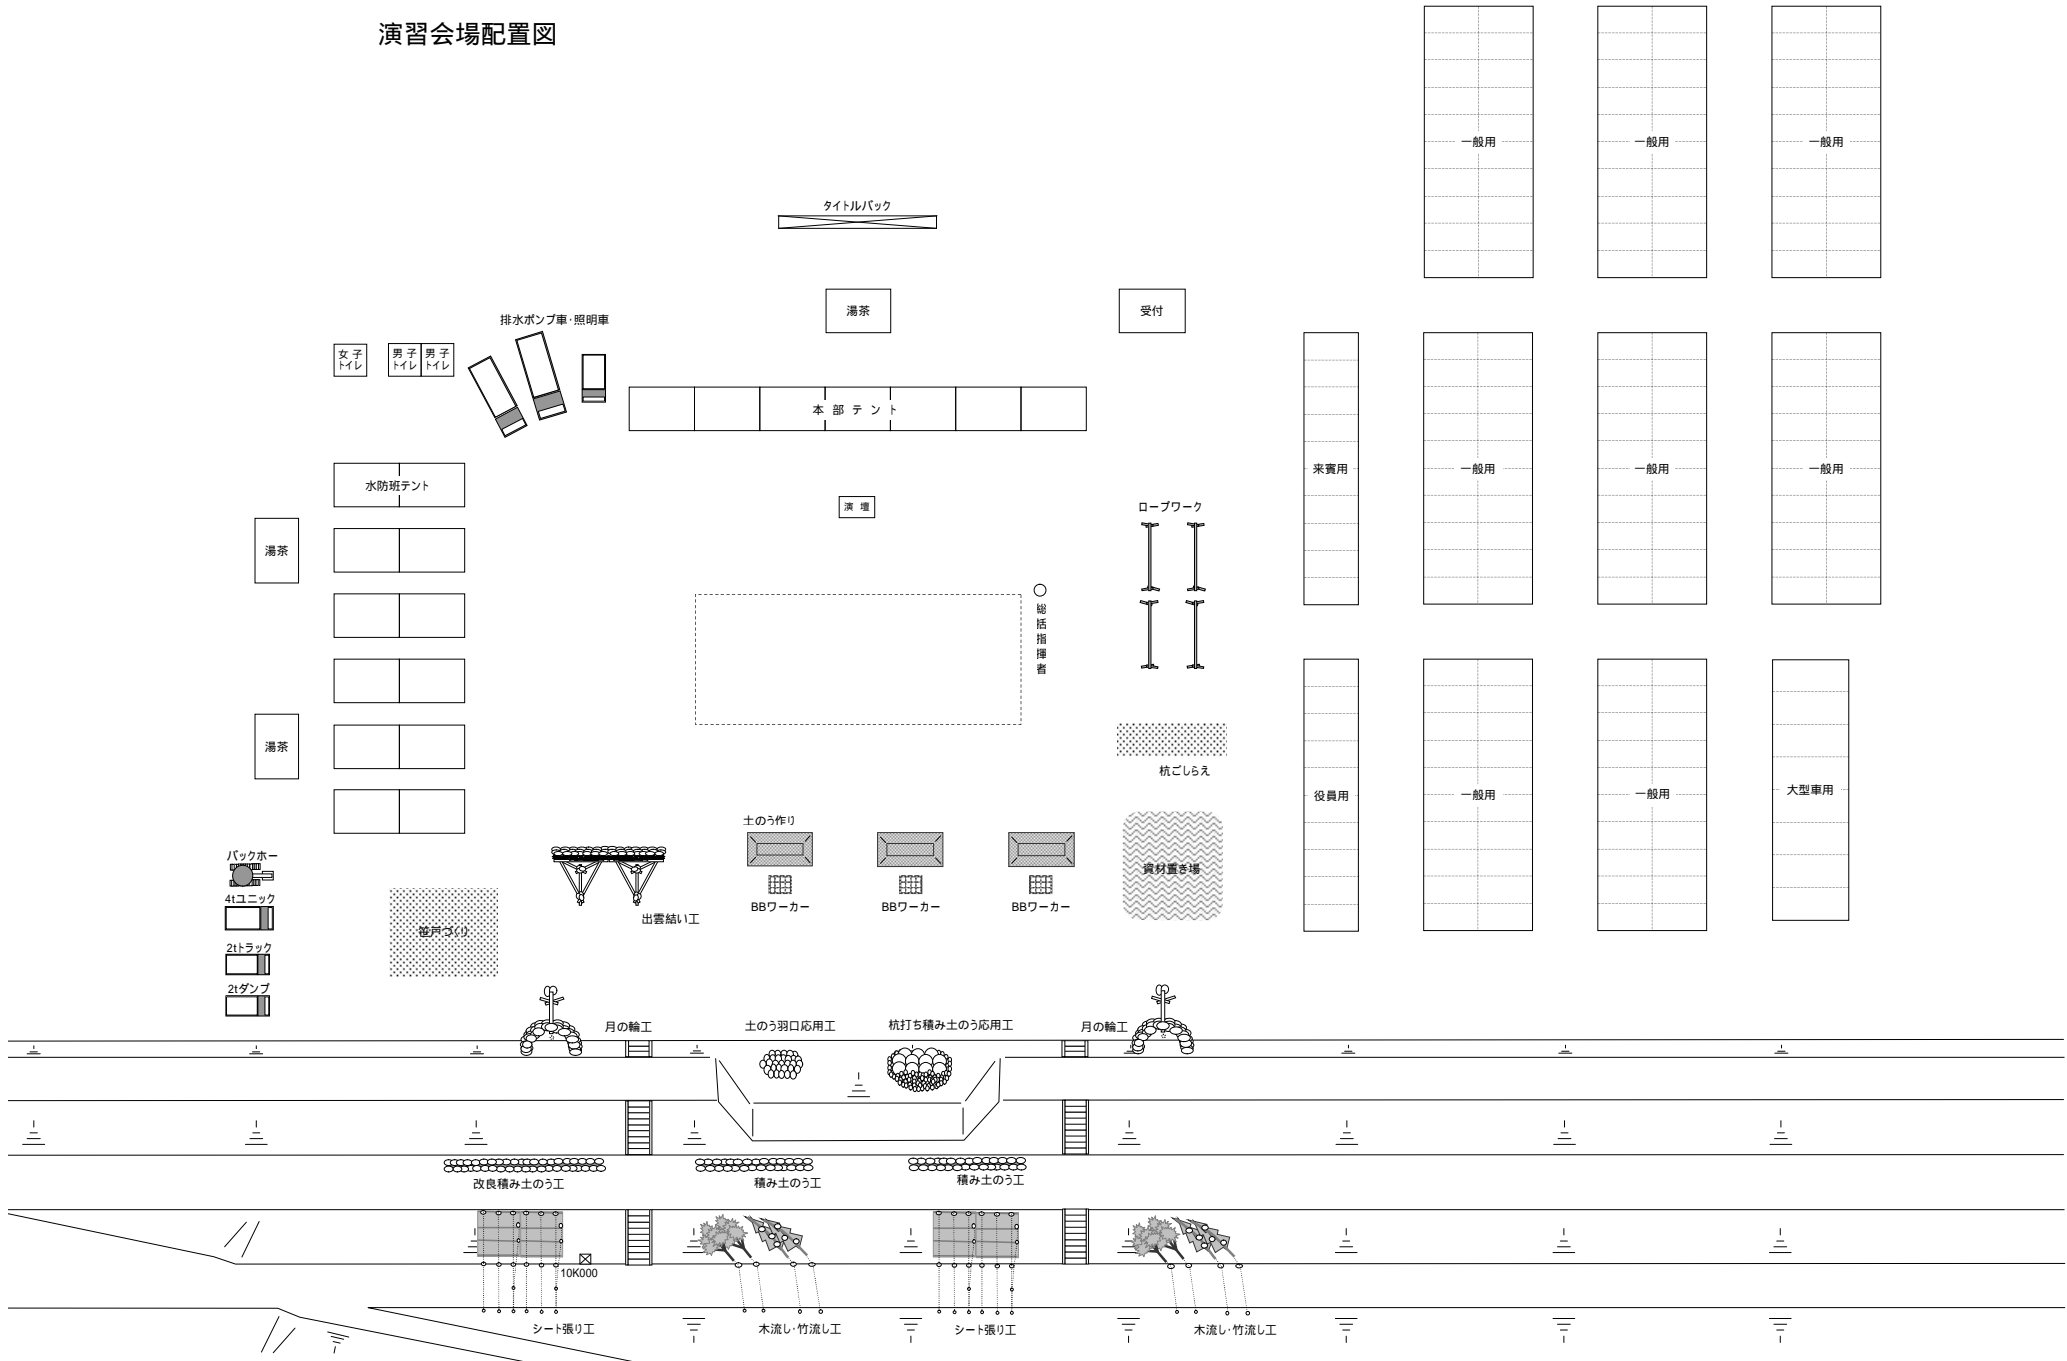 演習会場配置図
一般用
一般用
一般用
タイトルバック
湯茶
受付
排水ポンプ車・照明車
女子
トイレ
男子
トイレ
男子
トイレ
本部テント
来賓用
一般用
一般用
一般用
水防班テント
演壇
ロープワーク
湯茶
総括指揮者
湯茶
杭ごしらえ
役員用
一般用
一般用
大型車用
土のう作り
バックホー
資材置き場
4tユニック
BBワーカー
BBワーカー
BBワーカー
出雲結い工
笹戸づくり
2tトラック
2tダンプ
月の輪工
土のう羽口応用工
杭打ち積み土のう応用工
月の輪工
改良積み土のう工
積み土のう工
積み土のう工
10K000
シート張り工
木流し・竹流し工
シート張り工
木流し・竹流し工